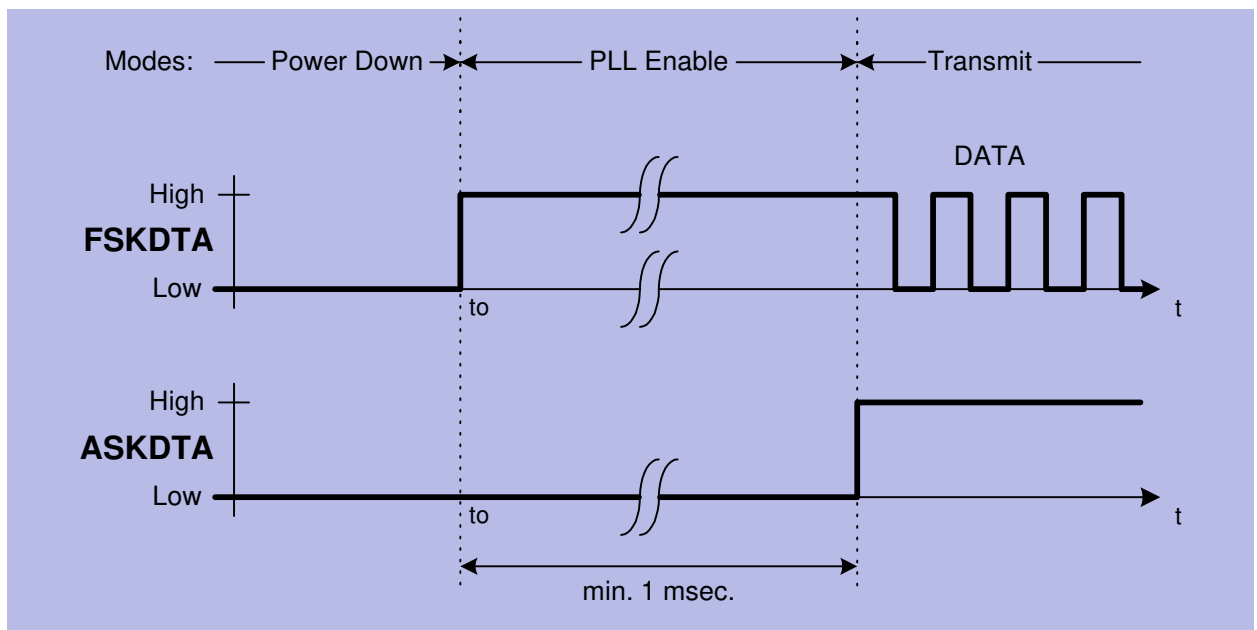 Modes: Power Down PLL Enable Transmit
DATA
High
FSKDTA
Low
to
t
High
ASKDTA
Low
to
t
min. 1 msec.